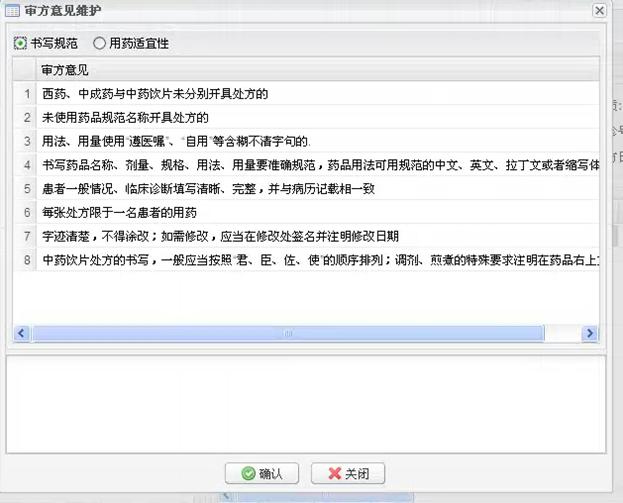 审方意见维护
书写规范 用药适宜性
审方意见
1 西药、中成药与中药饮片未分别开具处方的
2 未使用药品规范名称开具处方的
3 用法、用量使用“遵医嘱”、“自用”等含糊不清字句的.
4 书写药品名称、剂量、规格、用法、用量要准确规范，药品用法可用规范的中文、英文、拉丁文或者缩写体
5 患者一般情况、临床诊断填写清晰、完整，并与病历记载相一致
6 每张处方限于一名患者的用药
7 字迹清楚，不得涂改；如需修改，应当在修改处签名并注明修改日期
8 中药饮片处方的书写，一般应当按照“君、臣、佐、使”的顺序排列；调剂、煎煮的特殊要求注明在药品右上
确认 关闭